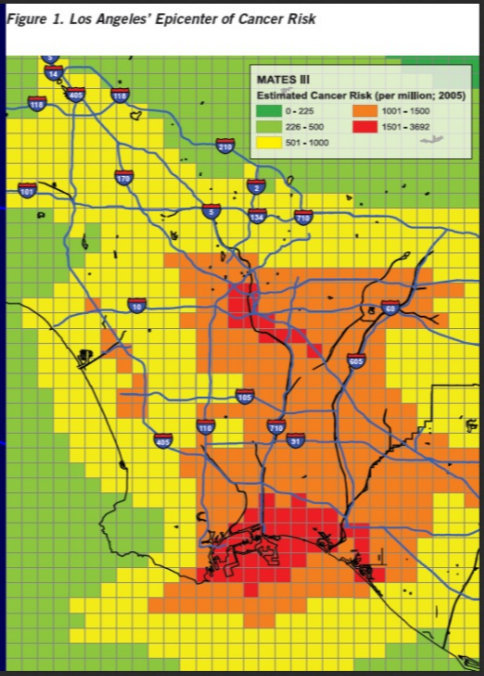 Figure 1. Los Angeles' Epicenter of Cancer Risk
MATES III
Estimated Cancer Risk (per million; 2005)
0 - 225
1001 - 1500
226 - 500
1501 - 3692
501 - 1000
5
14
405
118
118
210
101
170
2
5
134
710
10
60
605
105
110
710
91
405